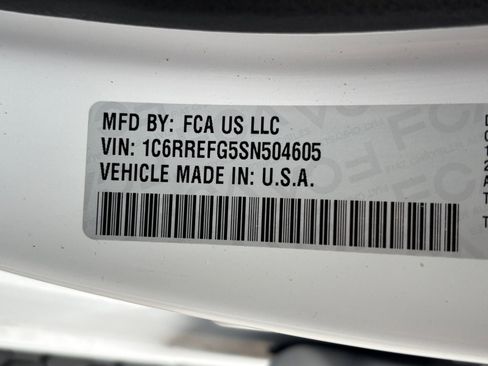 MFD BY: FCA US LLC
VIN: 1C6RREFG5SN504605
VEHICLE MADE IN: U.S.A.